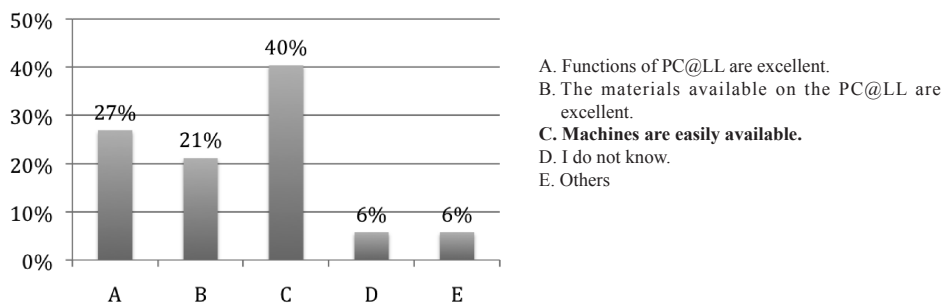 50%
40%
30%
20%
10%
0%
27%
21%
40%
6%
6%
A
B
C
D
E
A. Functions of PC@LL are excellent.
B. The materials available on the PC@LL are
excellent.
C. Machines are easily available.
D. I do not know.
E. Others